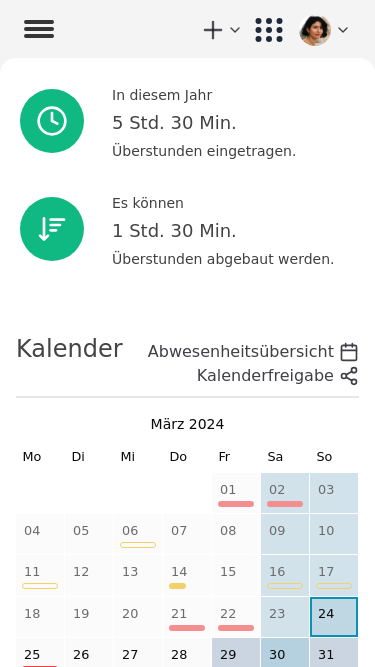 In diesem Jahr
5 Std. 30 Min.
Überstunden eingetragen.
Es können
1 Std. 30 Min.
Überstunden abgebaut werden.
Kalender
Abwesenheitsübersicht
Kalenderfreigabe
März 2024
Mo Di Mi Do Fr Sa So
01 02 03
04 05 06 07 08 09 10
11 12 13 14 15 16 17
18 19 20 21 22 23 24
25 26 27 28 29 30 31